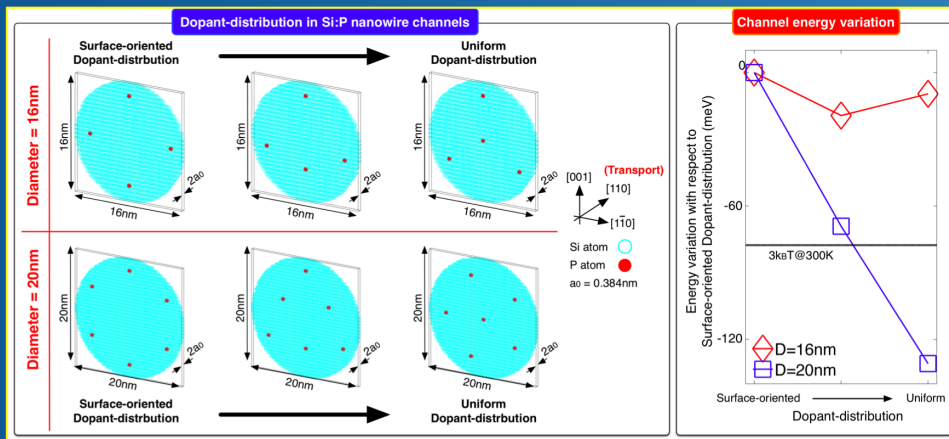 Dopant-distribution in Si:P nanowire channels
Surface-oriented
Dopant-distrbution
Uniform
Dopant-distrbution
Diameter = 16nm
16nm
16nm
2a0
16nm
16nm
2a0
16nm
16nm
2a0
(Transport)
[001]
[110]
[11̄0]
Si atom
P atom
a0 = 0.384nm
Diameter = 20nm
20nm
20nm
2a0
20nm
20nm
2a0
20nm
20nm
2a0
Surface-oriented
Dopant-distrbution
Uniform
Dopant-distrbution
Channel energy variation
Energy variation with respect to
Surface-oriented Dopant-distribution (meV)
0
-60
-120
3kBT@300K
D=16nm
D=20nm
Surface-oriented
Uniform
Dopant-distribution